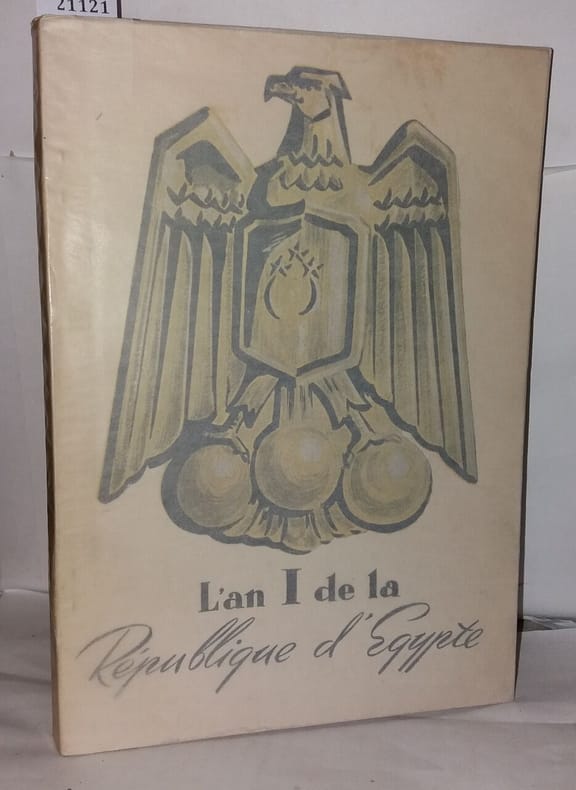 21121
L'an I de la
République d'Egypte